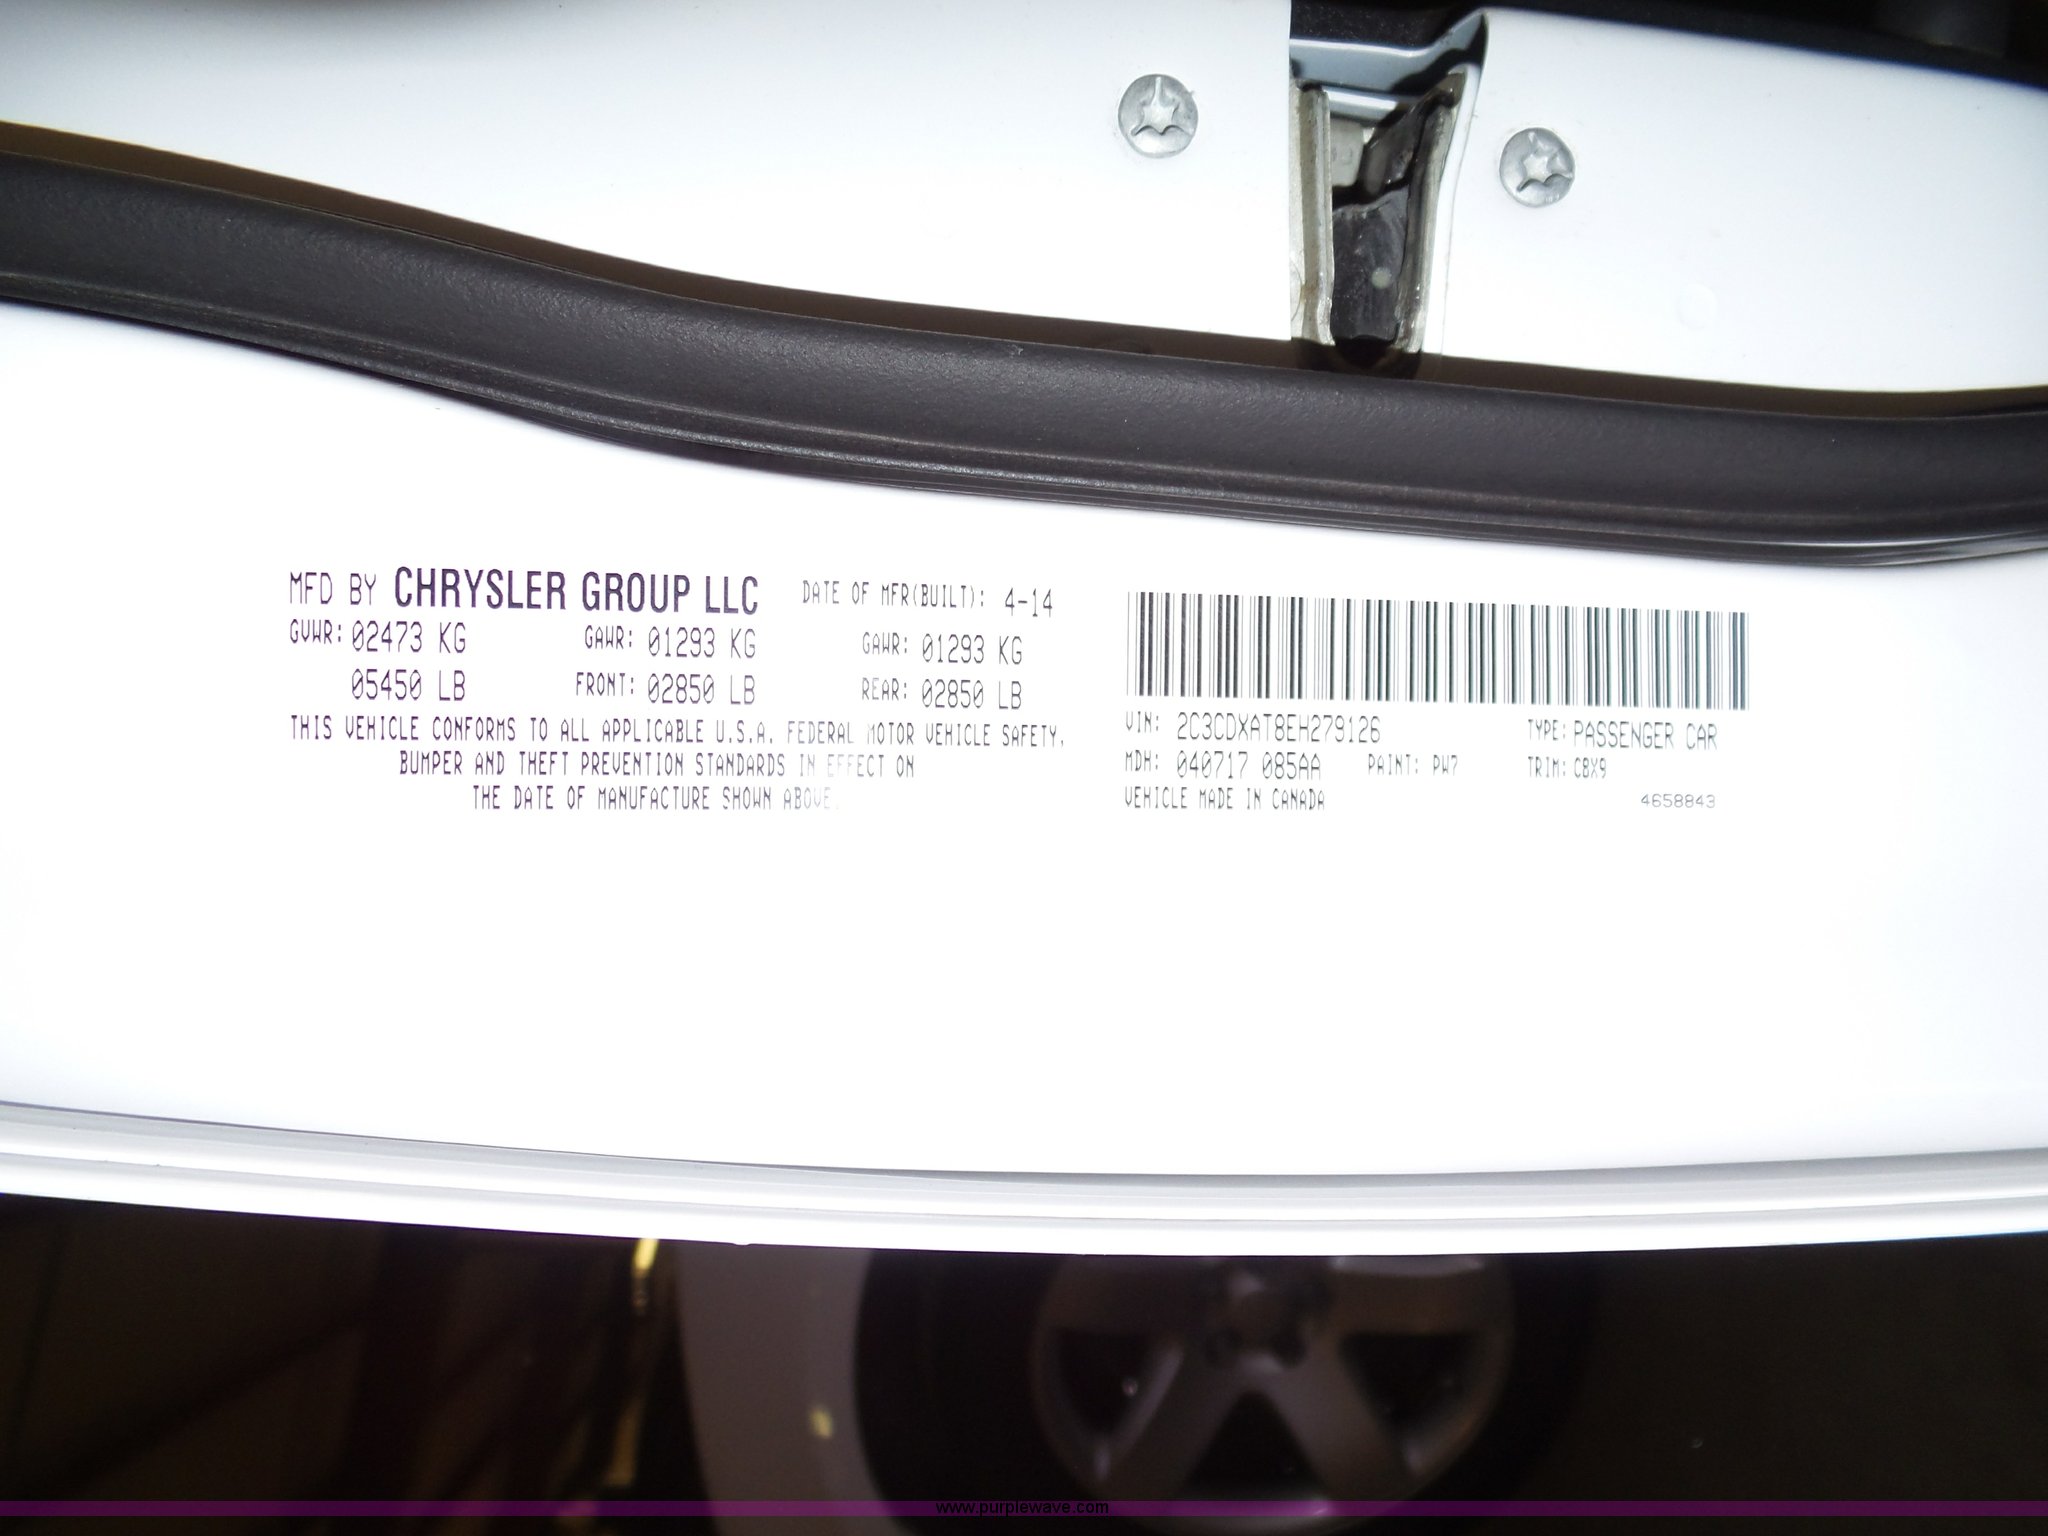 MFD BY CHRYSLER GROUP LLC DATE OF MFR(BUILT): 4-14
GVWR: 02473 KG GAWR: 01293 KG GAWR: 01293 KG
05450 LB FRONT: 02850 LB REAR: 02850 LB
THIS VEHICLE CONFORMS TO ALL APPLICABLE U.S.A. FEDERAL MOTOR VEHICLE SAFETY,
BUMPER AND THEFT PREVENTION STANDARDS IN EFFECT ON
THE DATE OF MANUFACTURE SHOWN ABOVE.
VIN: 2C3CDXAT8EH279126 TYPE: PASSENGER CAR
MDH: 040717 085AA PAINT: PW7 TRIM: CBX9
VEHICLE MADE IN CANADA 4658843
www.purplewave.com